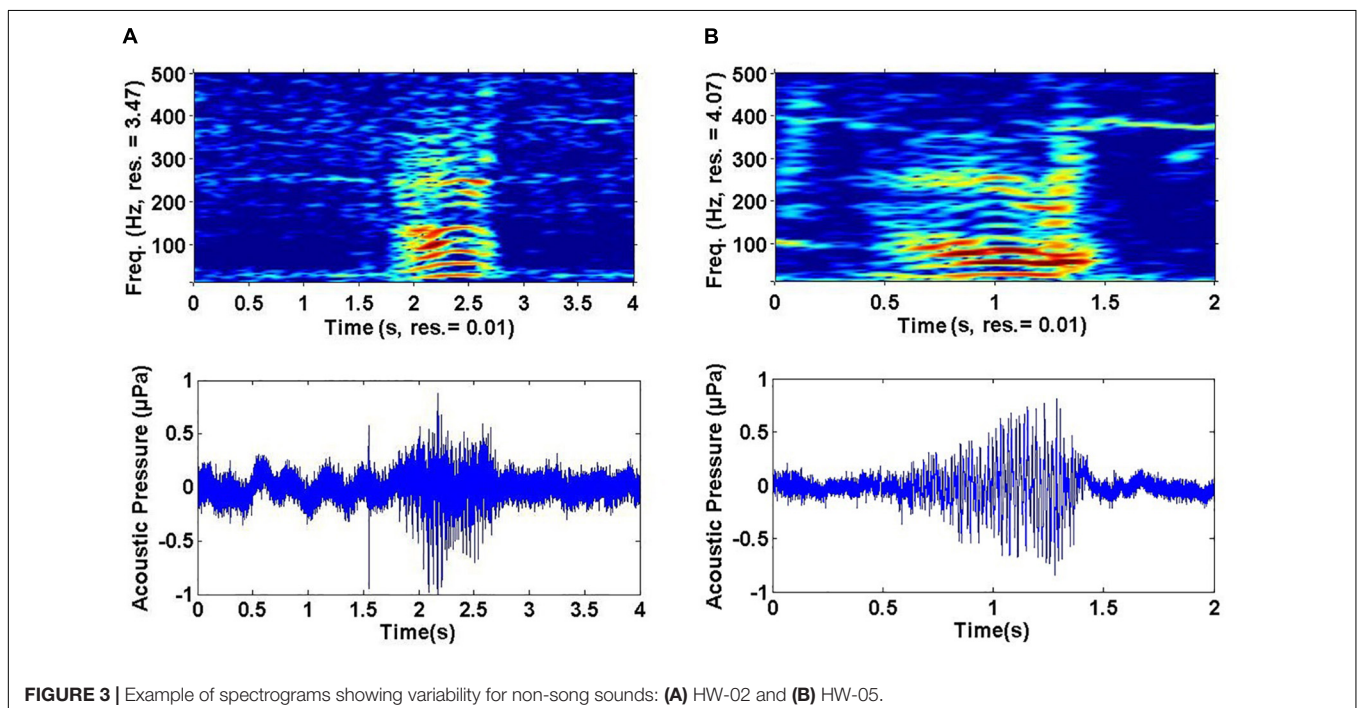 A
Freq. (Hz, res. = 3.47)
500
400
300
200
100
0 0.5 1 1.5 2 2.5 3 3.5 4
Time (s, res.= 0.01)
B
Freq. (Hz, res. = 4.07)
500
400
300
200
100
0 0.5 1 1.5 2
Time (s, res.= 0.01)
Acoustic Pressure (µPa)
1
0.5
0
-0.5
-1
0 0.5 1 1.5 2 2.5 3 3.5 4
Time(s)
Acoustic Pressure (µPa)
1
0.5
0
-0.5
-1
0 0.5 1 1.5 2
Time(s)
FIGURE 3 | Example of spectrograms showing variability for non-song sounds: (A) HW-02 and (B) HW-05.